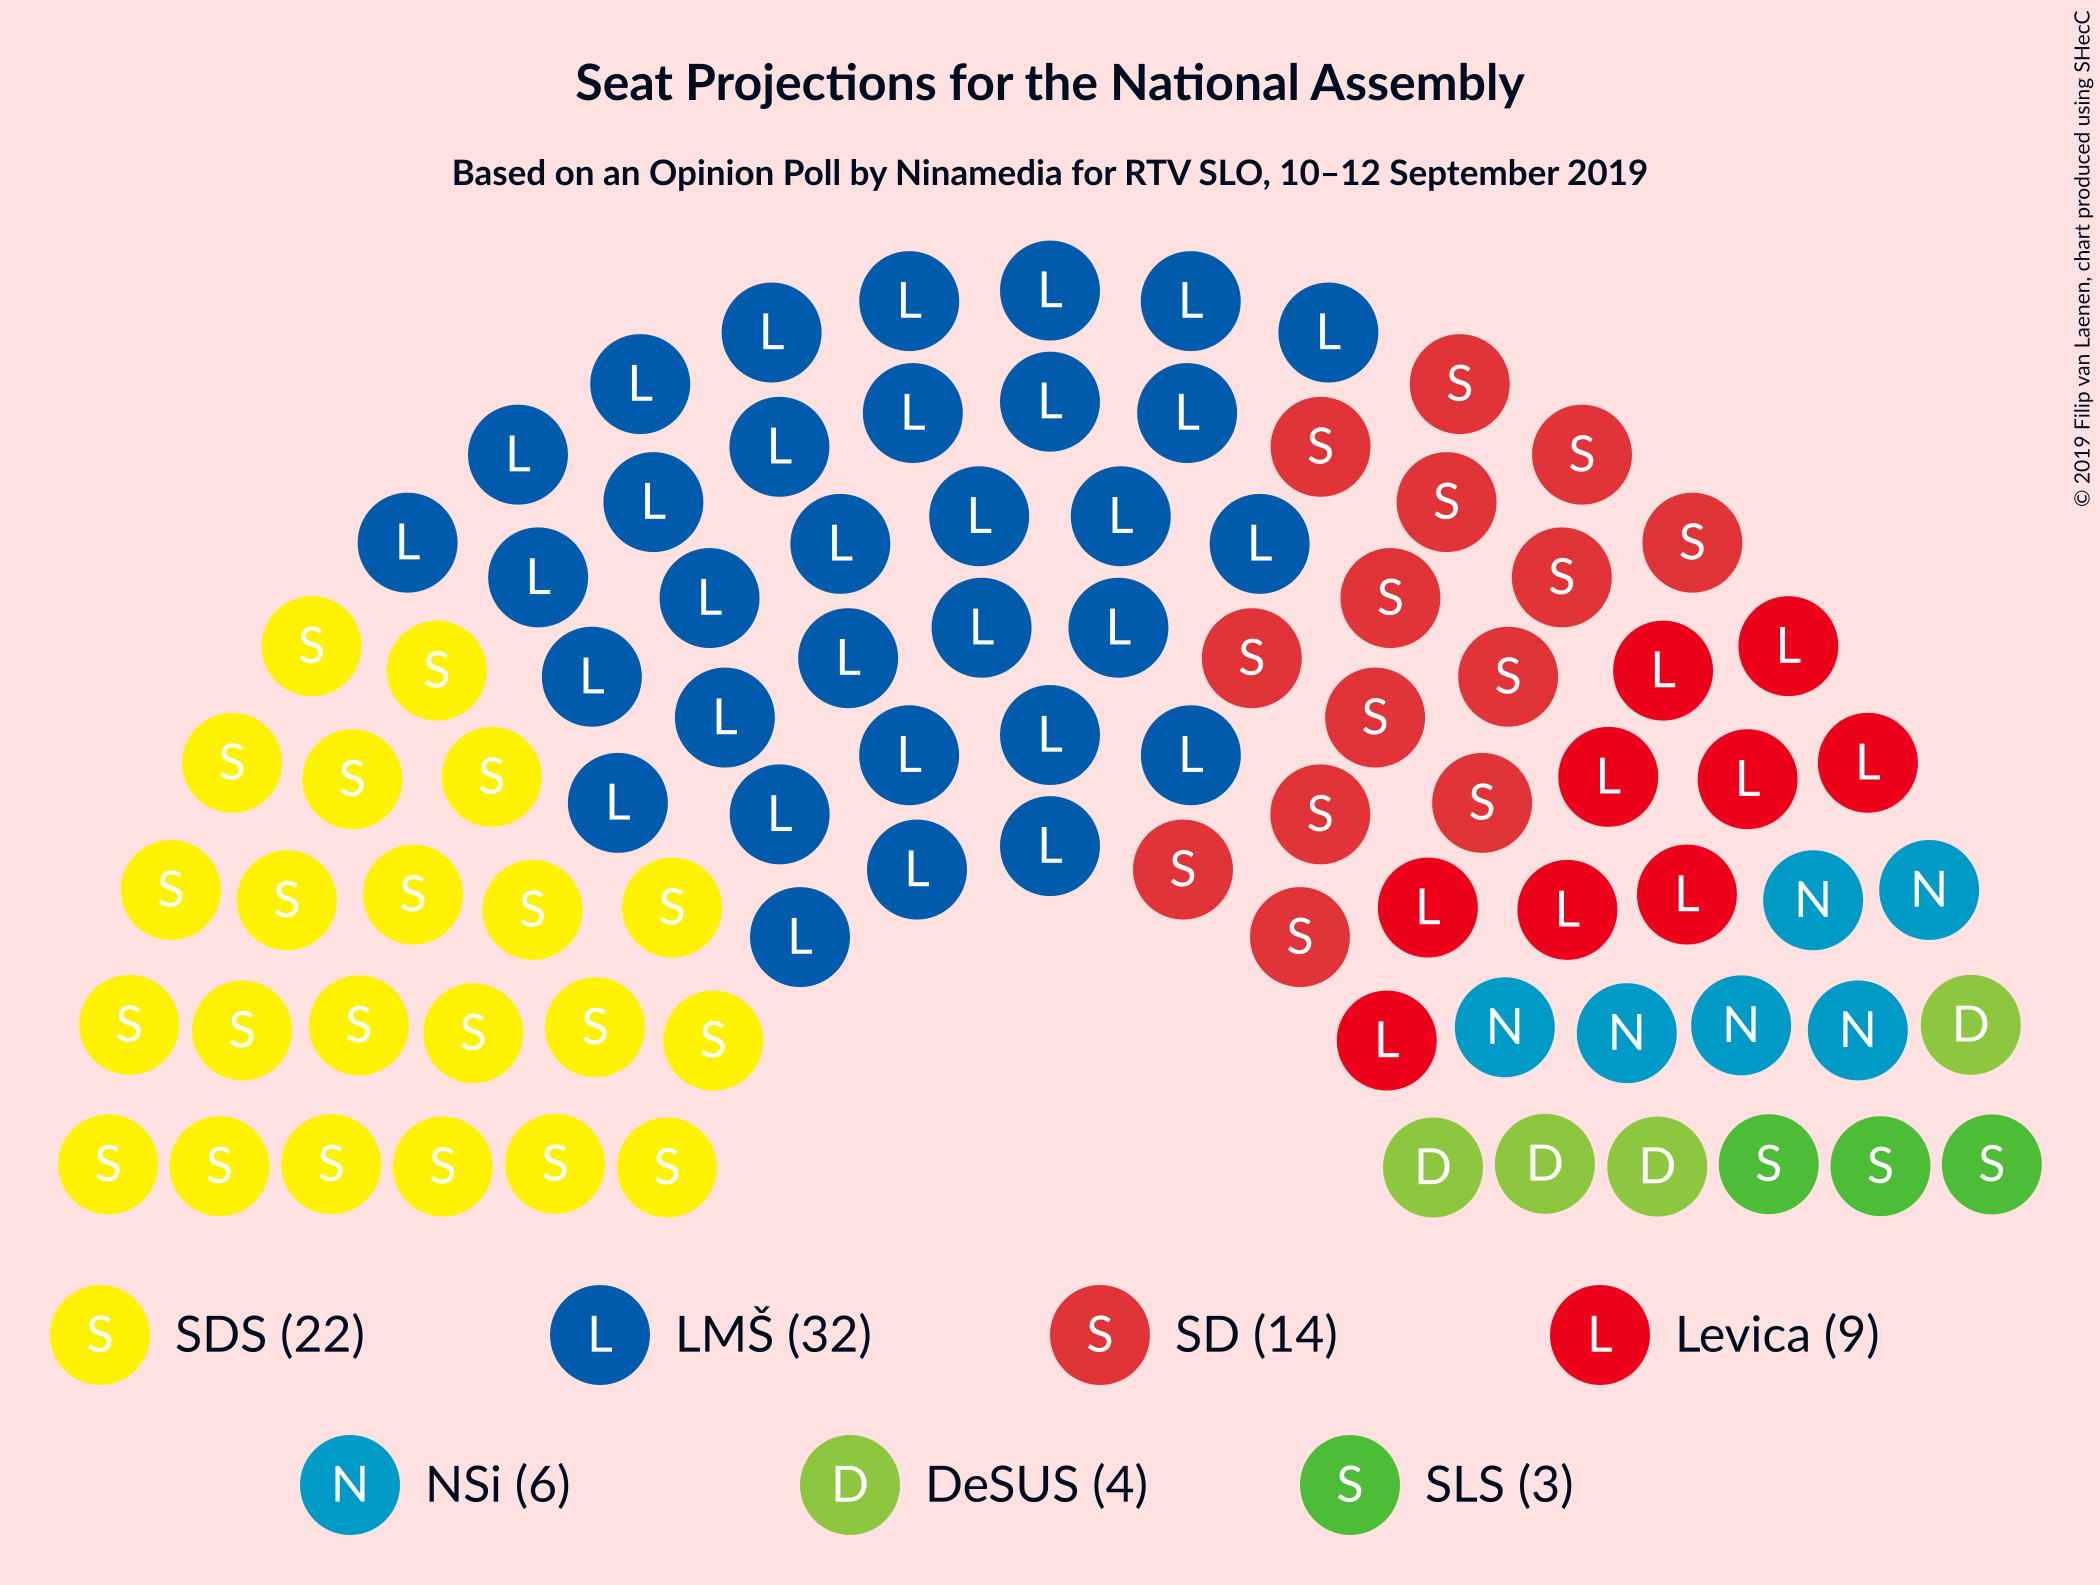 Seat Projections for the National Assembly
Based on an Opinion Poll by Ninamedia for RTV SLO, 10–12 September 2019
© 2019 Filip van Laenen, chart produced using SHecC
L L L L L
L L S
L L L L S
L L S S
L L L L
L L S S
L L S
L L S L L
S S L L S S
L L S
S S S L L S L L L
L L L
S S S S S L S L L L N N
L S
S S S S S S L N N N N D
S S S S S S D D D S S S
S SDS (22) L LMŠ (32) S SD (14) L Levica (9)
N NSi (6) D DeSUS (4) S SLS (3)